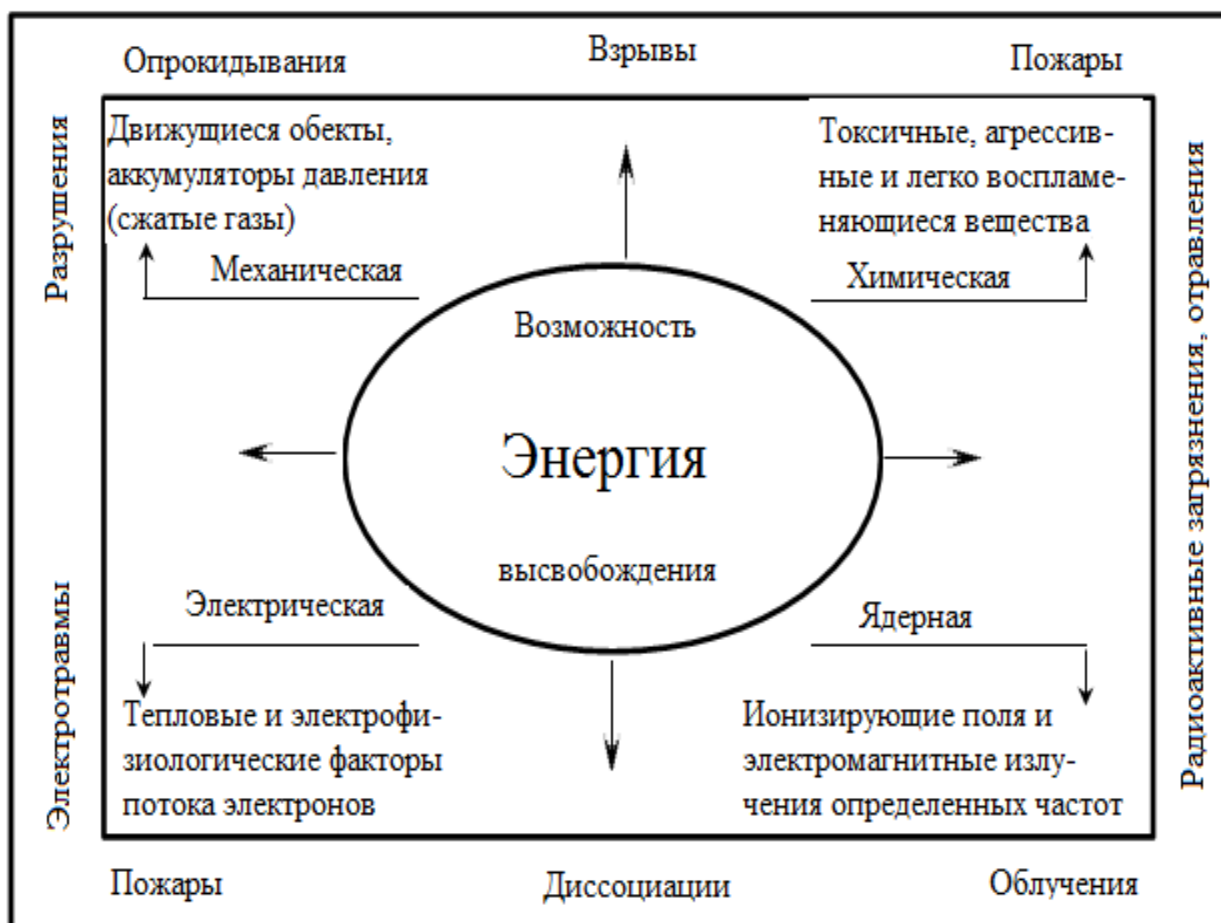 Опрокидывания
Взрывы
Пожары
Разрушения
Движущиеся обекты,
аккумуляторы давления
(сжатые газы)
Механическая
Токсичные, агрессив-
ные и легко воспламе-
няющиеся вещества
Химическая
Радиоактивные загрязнения, отравления
Возможность
Энергия
высвобождения
Электротравмы
Электрическая
Тепловые и электрофи-
зиологические факторы
потока электронов
Ядерная
Ионизирующие поля и
электромагнитные излу-
чения определенных частот
Пожары
Диссоциации
Облучения